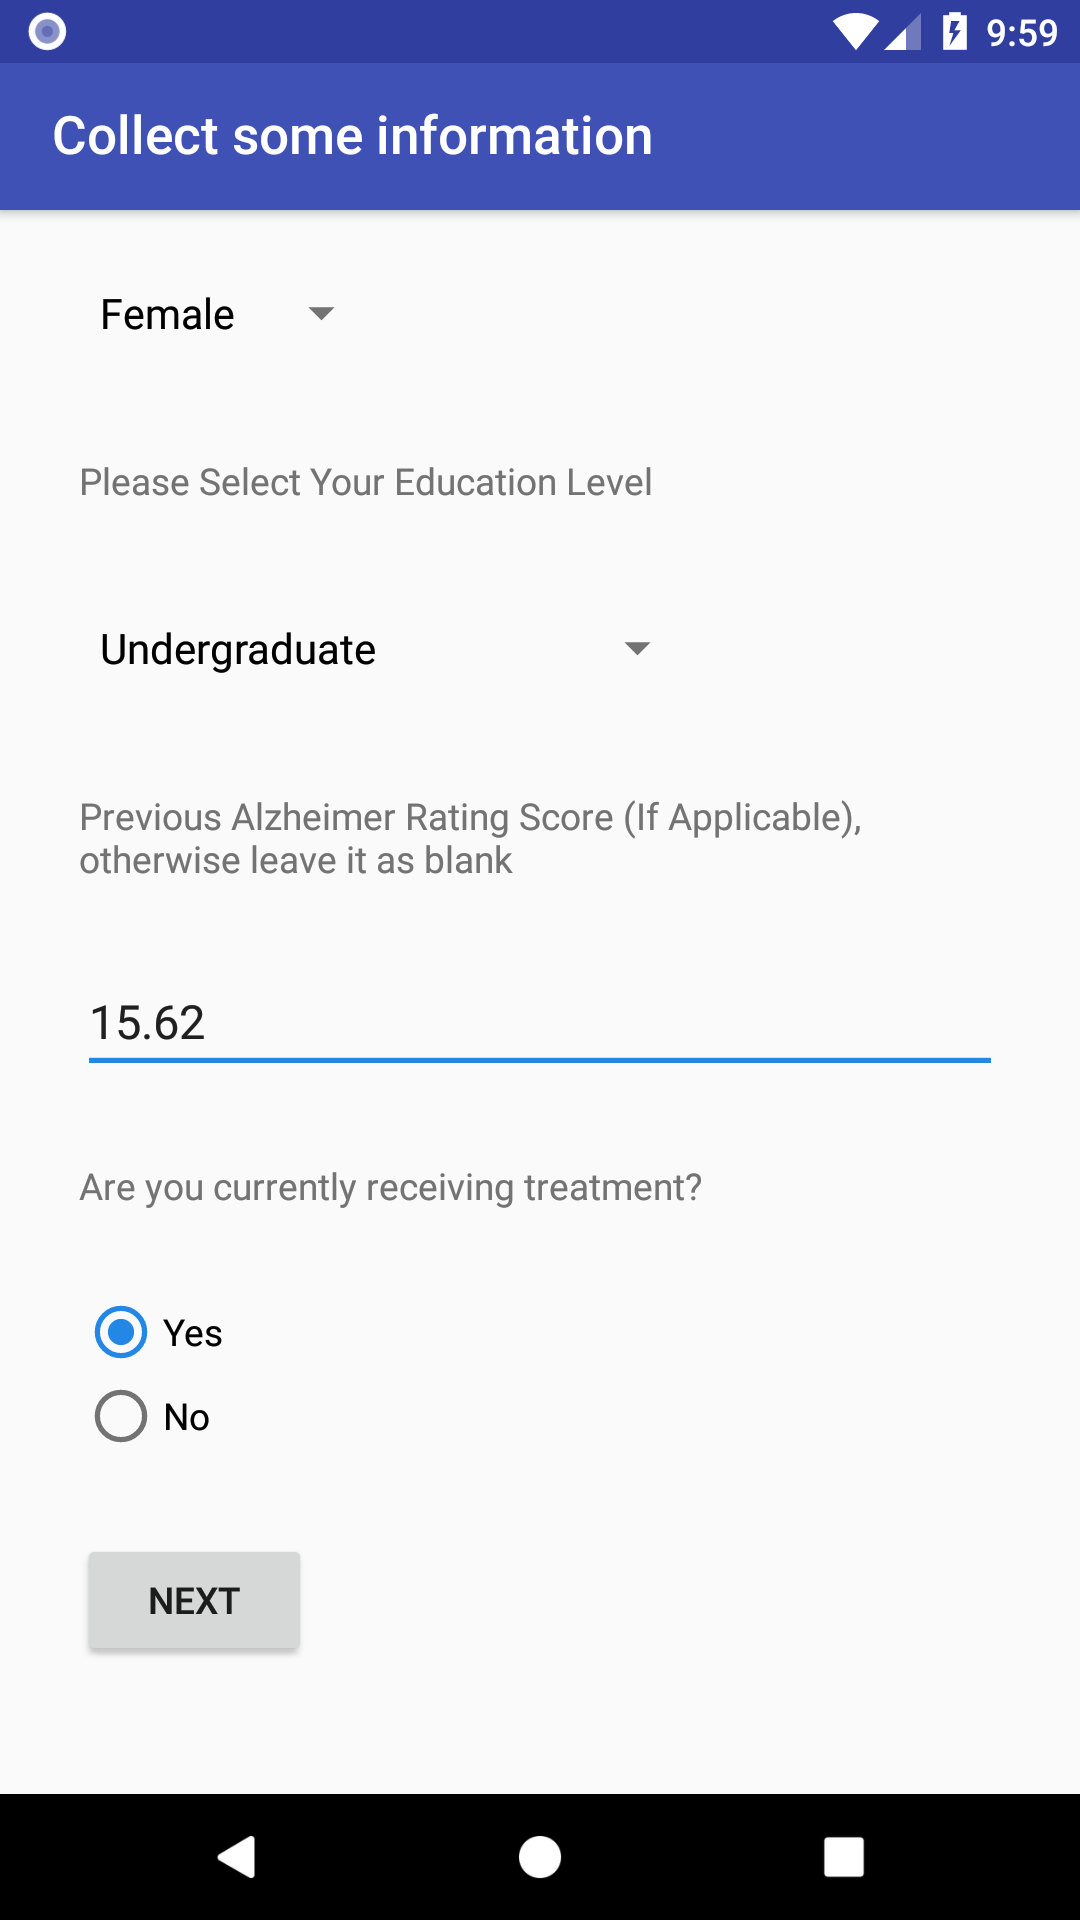 9:59
Collect some information
Female
Please Select Your Education Level
Undergraduate
Previous Alzheimer Rating Score (If Applicable),
otherwise leave it as blank
15.62
Are you currently receiving treatment?
Yes
No
NEXT